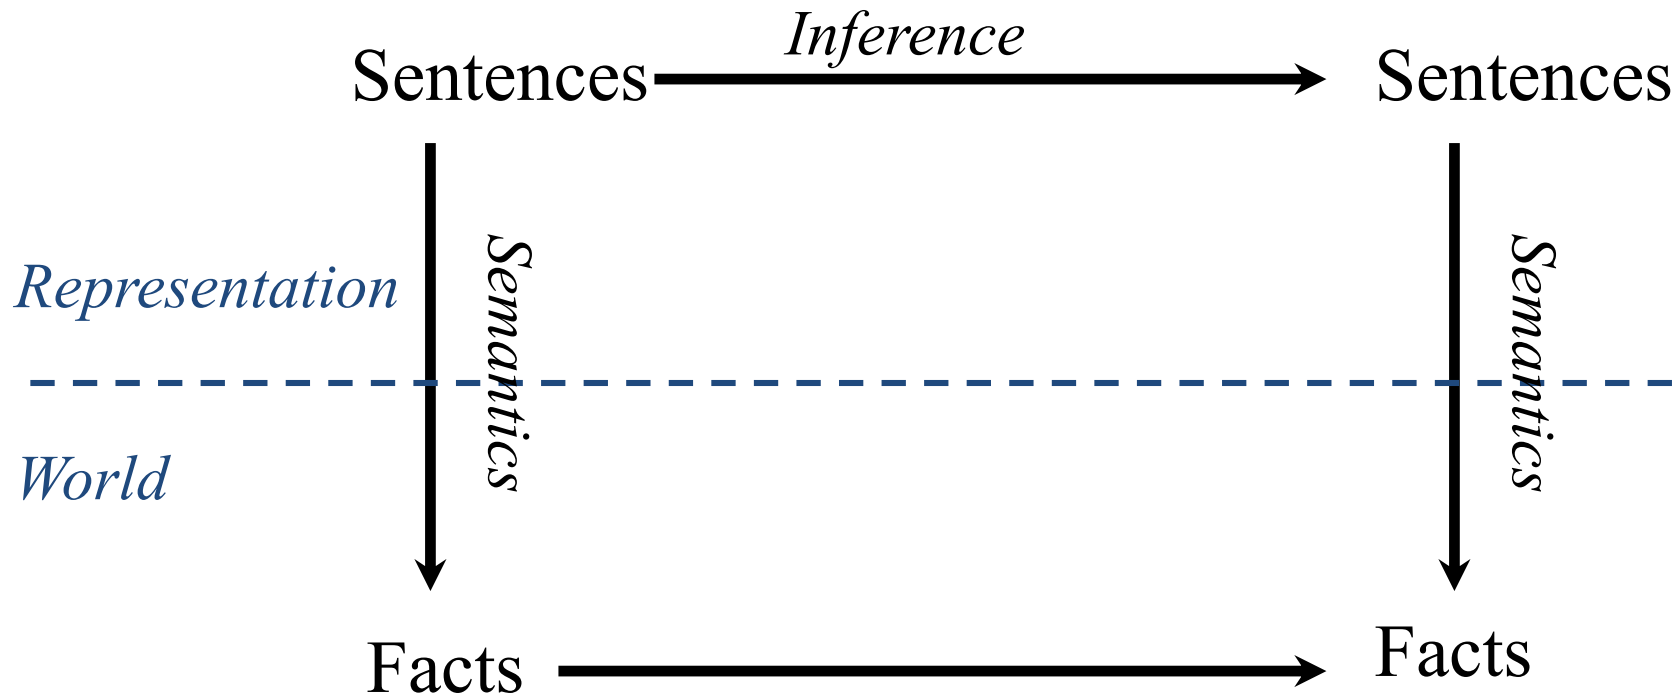 Inference
Sentences
Sentences
Semantics
Semantics
Representation
World
Facts
Facts